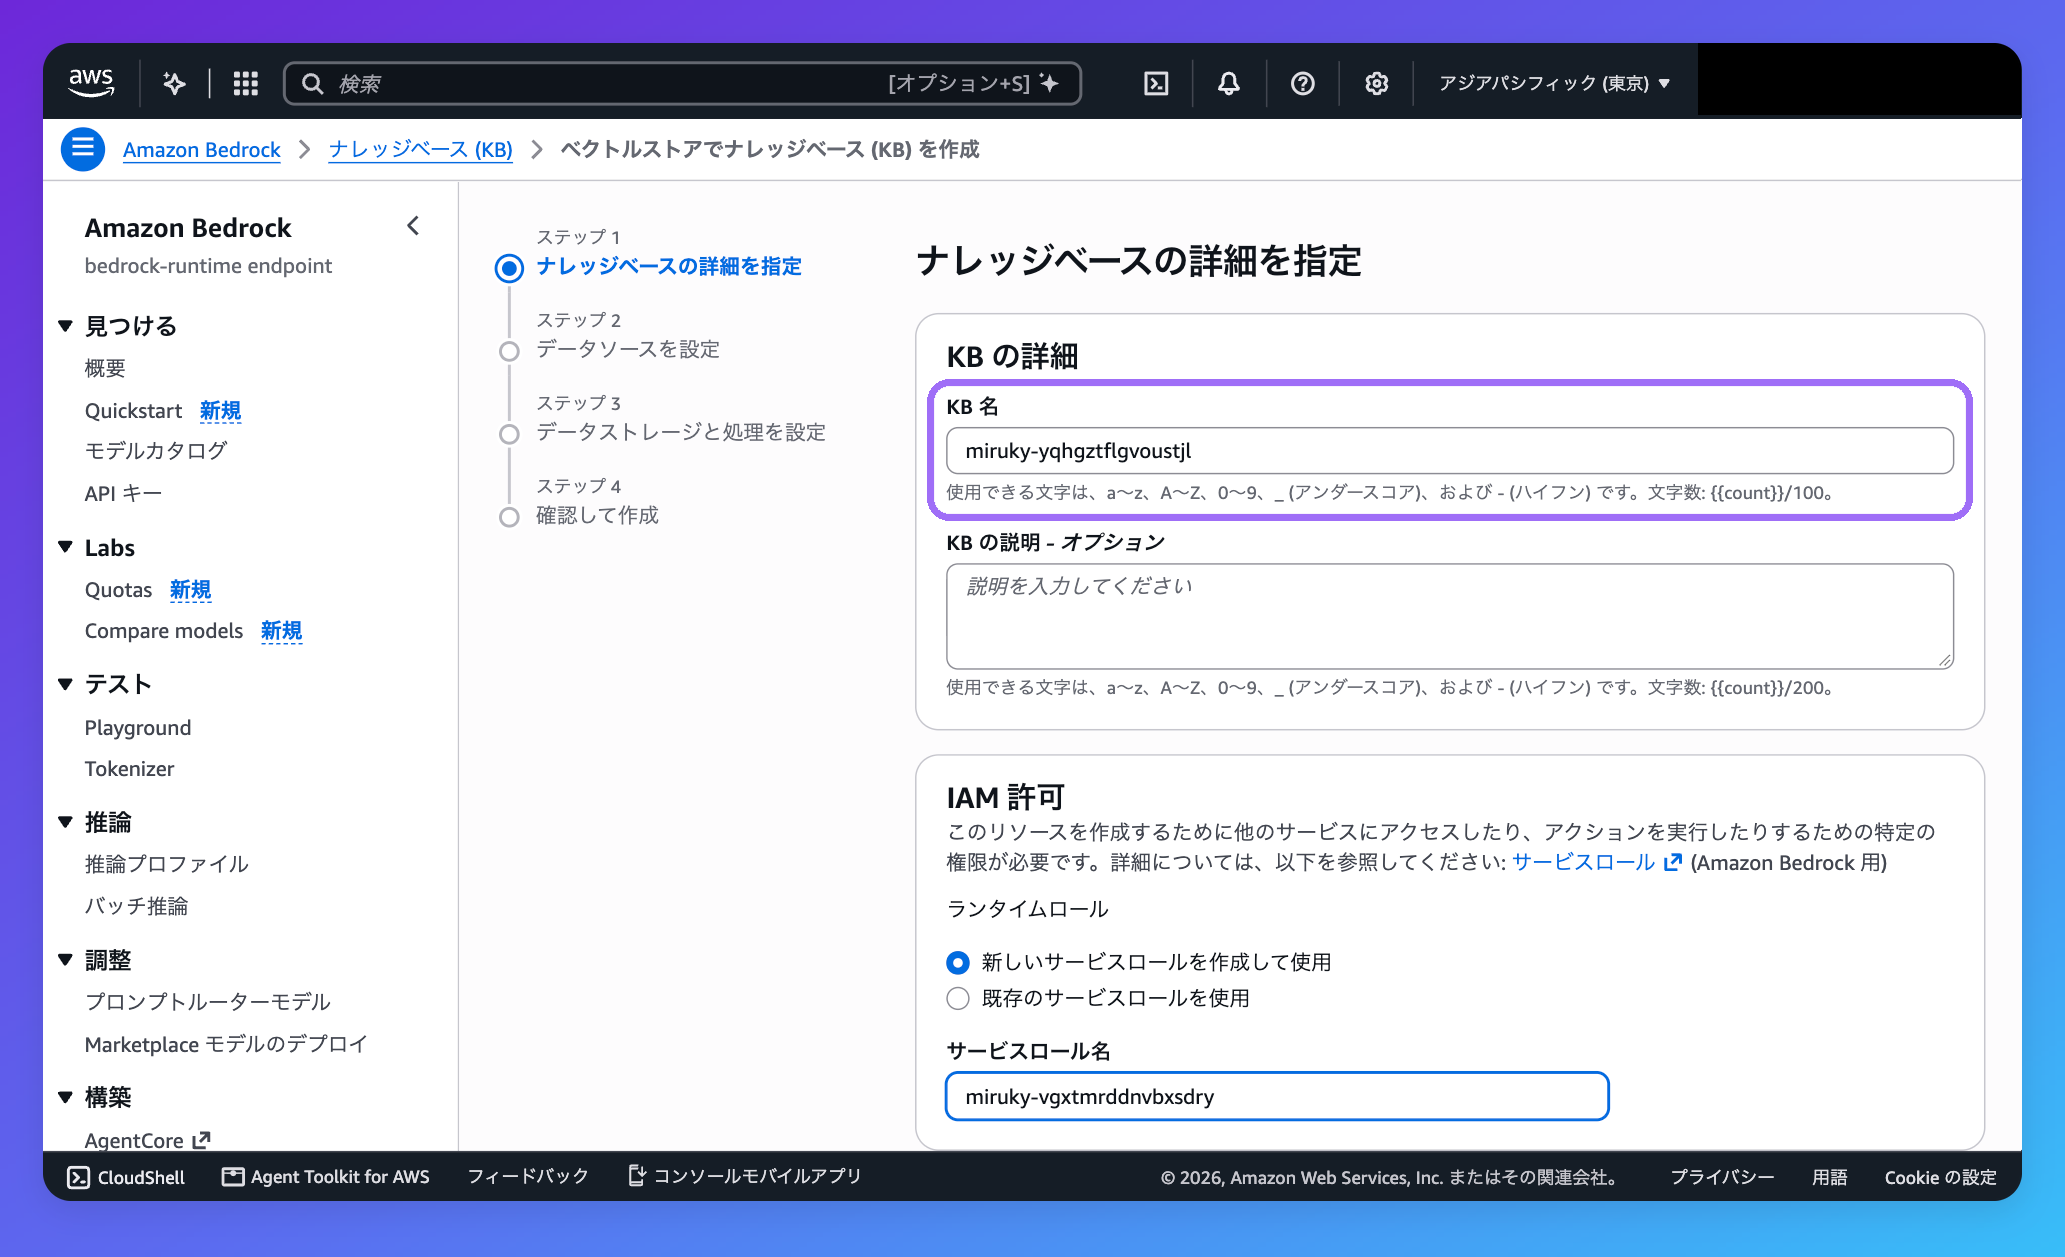 aws
検索
[オプション+S]
アジアパシフィック (東京) ▼
Amazon Bedrock
ナレッジベース (KB)
ベクトルストアでナレッジベース (KB) を作成
Amazon Bedrock
bedrock-runtime endpoint
見つける
概要
Quickstart 新規
モデルカタログ
API キー
Labs
Quotas 新規
Compare models 新規
テスト
Playground
Tokenizer
推論
推論プロファイル
バッチ推論
調整
プロンプトルーターモデル
Marketplace モデルのデプロイ
構築
AgentCore
ステップ 1
ナレッジベースの詳細を指定
ステップ 2
データソースを設定
ステップ 3
データストレージと処理を設定
ステップ 4
確認して作成
ナレッジベースの詳細を指定
KB の詳細
KB 名
miruky-yqhgztflgvoustjl
使用できる文字は、a～z、A～Z、0～9、_ (アンダースコア)、および - (ハイフン) です。文字数: {{count}}/100。
KB の説明 - オプション
説明を入力してください
使用できる文字は、a～z、A～Z、0～9、_ (アンダースコア)、および - (ハイフン) です。文字数: {{count}}/200。
IAM 許可
このリソースを作成するために他のサービスにアクセスしたり、アクションを実行したりするための特定の
権限が必要です。詳細については、以下を参照してください: サービスロール (Amazon Bedrock 用)
ランタイムロール
新しいサービスロールを作成して使用
既存のサービスロールを使用
サービスロール名
miruky-vgxtmrddnvbxsdry
CloudShell
Agent Toolkit for AWS
フィードバック
コンソールモバイルアプリ
© 2026, Amazon Web Services, Inc. またはその関連会社。
プライバシー
用語
Cookie の設定